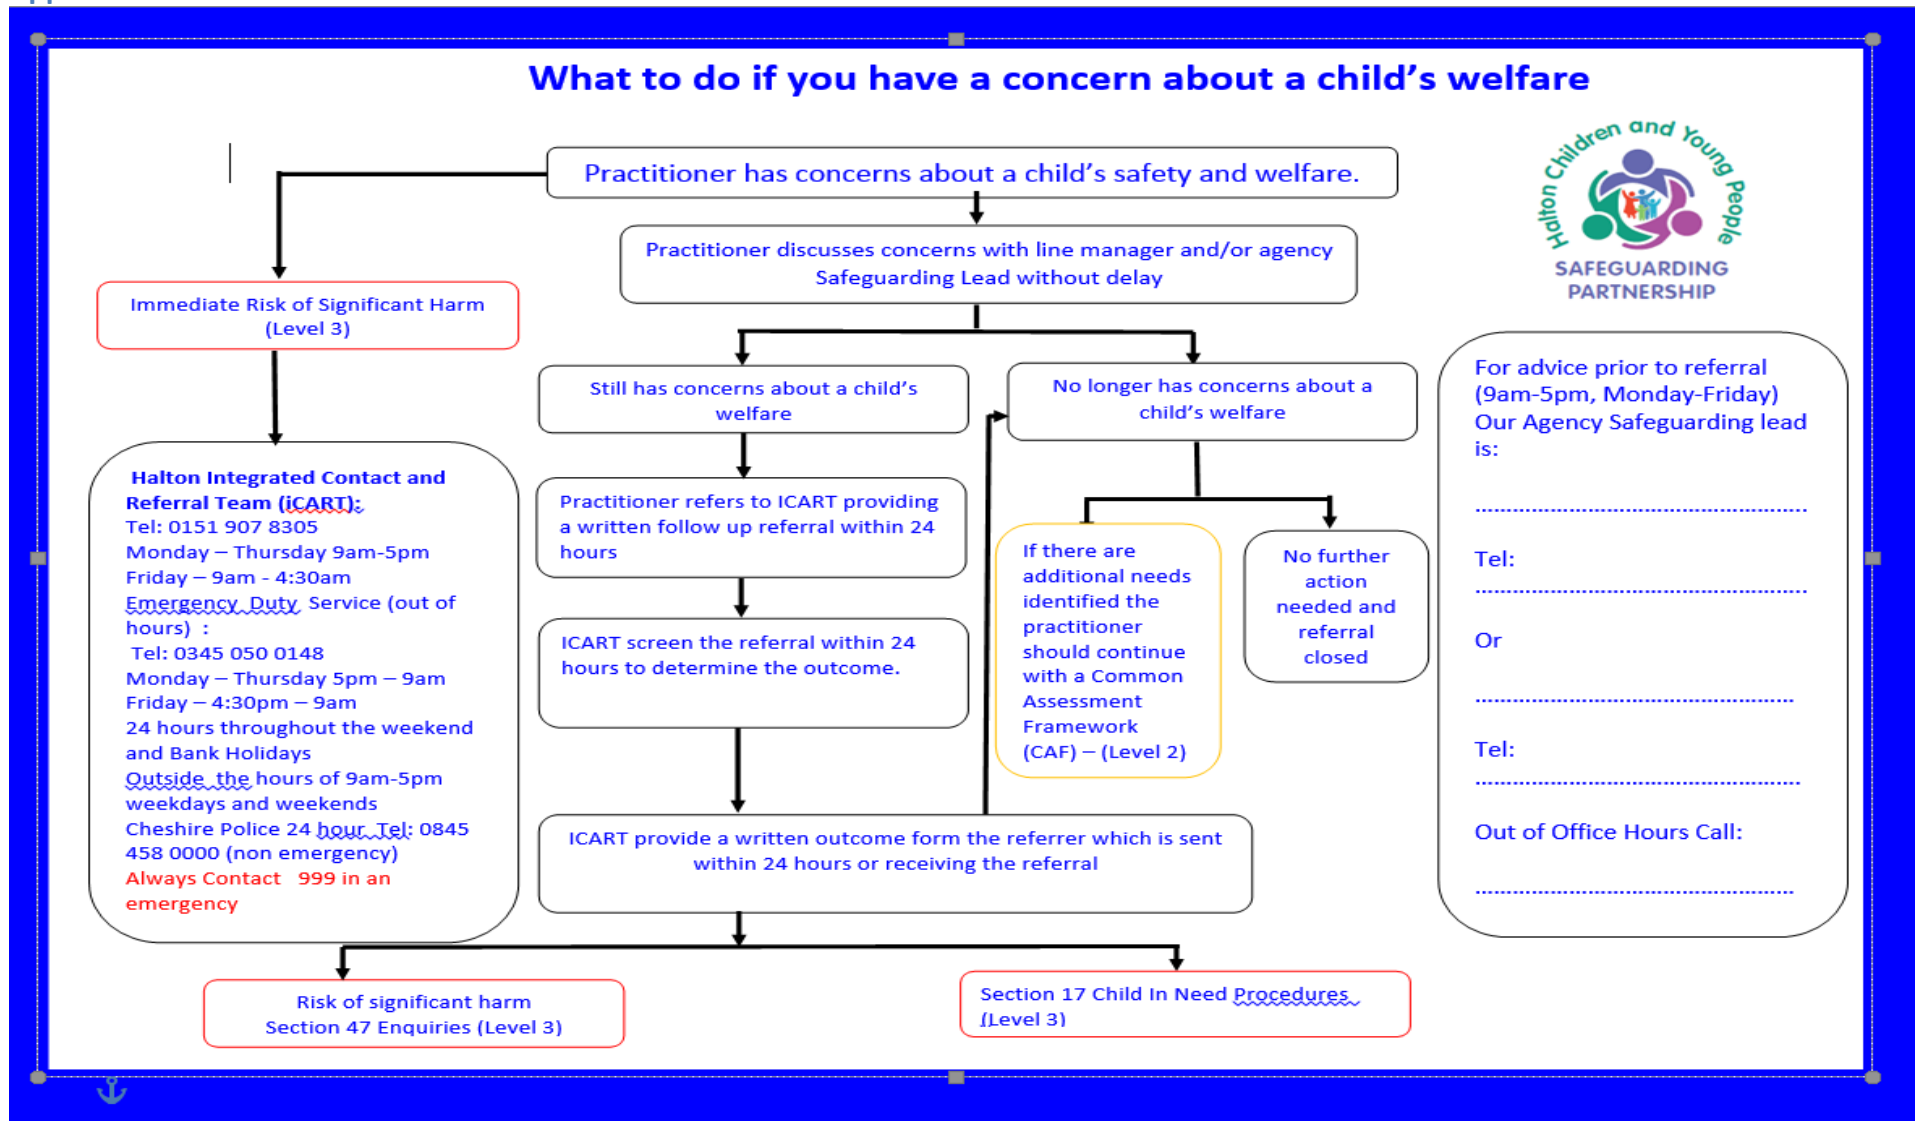 What to do if you have a concern about a child's welfare
Halton Children and Young People
SAFEGUARDING
PARTNERSHIP
Practitioner has concerns about a child's safety and welfare.
Practitioner discusses concerns with line manager and/or agency
Safeguarding Lead without delay
Immediate Risk of Significant Harm
(Level 3)
Still has concerns about a child's
welfare
No longer has concerns about a
child's welfare
For advice prior to referral
(9am-5pm, Monday-Friday)
Our Agency Safeguarding lead
is:
........................................................
Tel:
........................................................
Or
......................................................
Tel:
.......................................................
Out of Office Hours Call:
......................................................
Halton Integrated Contact and
Referral Team (iCART):
Tel: 0151 907 8305
Monday – Thursday 9am-5pm
Friday – 9am - 4:30am
Emergency Duty Service (out of
hours) :
Tel: 0345 050 0148
Monday – Thursday 5pm – 9am
Friday – 4:30pm – 9am
24 hours throughout the weekend
and Bank Holidays
Outside the hours of 9am-5pm
weekdays and weekends
Cheshire Police 24 hour Tel: 0845
458 0000 (non emergency)
Always Contact 999 in an
emergency
Practitioner refers to ICART providing
a written follow up referral within 24
hours
ICART screen the referral within 24
hours to determine the outcome.
If there are
additional needs
identified the
practitioner
should continue
with a Common
Assessment
Framework
(CAF) – (Level 2)
No further
action
needed and
referral
closed
ICART provide a written outcome form the referrer which is sent
within 24 hours or receiving the referral
Risk of significant harm
Section 47 Enquiries (Level 3)
Section 17 Child In Need Procedures
(Level 3)